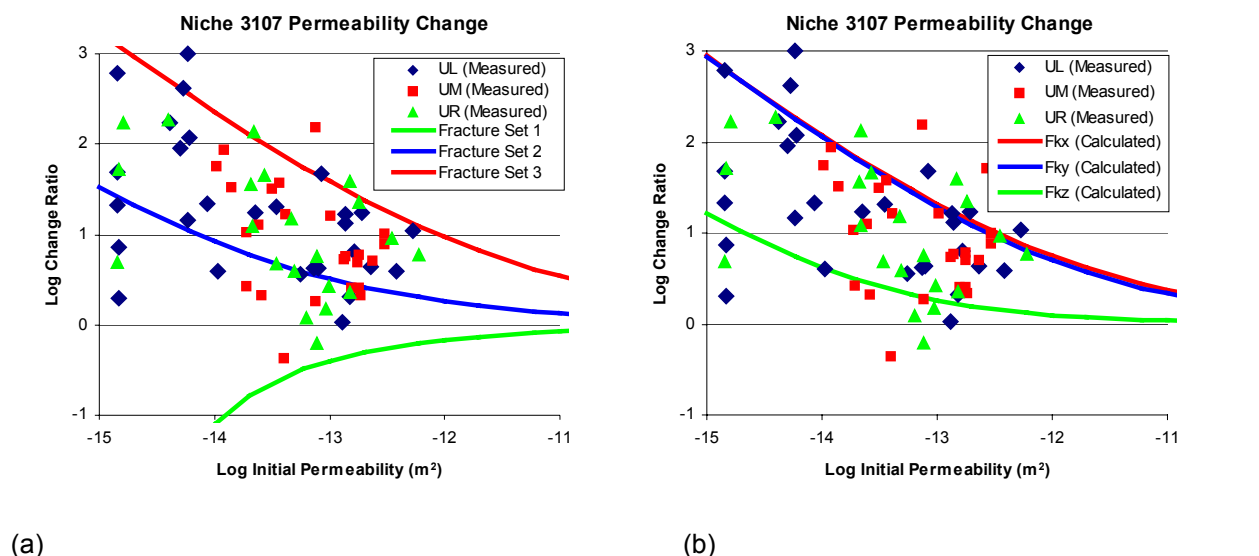 Niche 3107 Permeability Change
3
2
1
0
-1
-15
-14
-13
-12
-11
Log Change Ratio
Log Initial Permeability (m²)
UL (Measured)
UM (Measured)
UR (Measured)
Fracture Set 1
Fracture Set 2
Fracture Set 3
(a)
Niche 3107 Permeability Change
3
2
1
0
-1
-15
-14
-13
-12
-11
Log Change Ratio
Log Initial Permeability (m²)
UL (Measured)
UM (Measured)
UR (Measured)
Fkx (Calculated)
Fky (Calculated)
Fkz (Calculated)
(b)